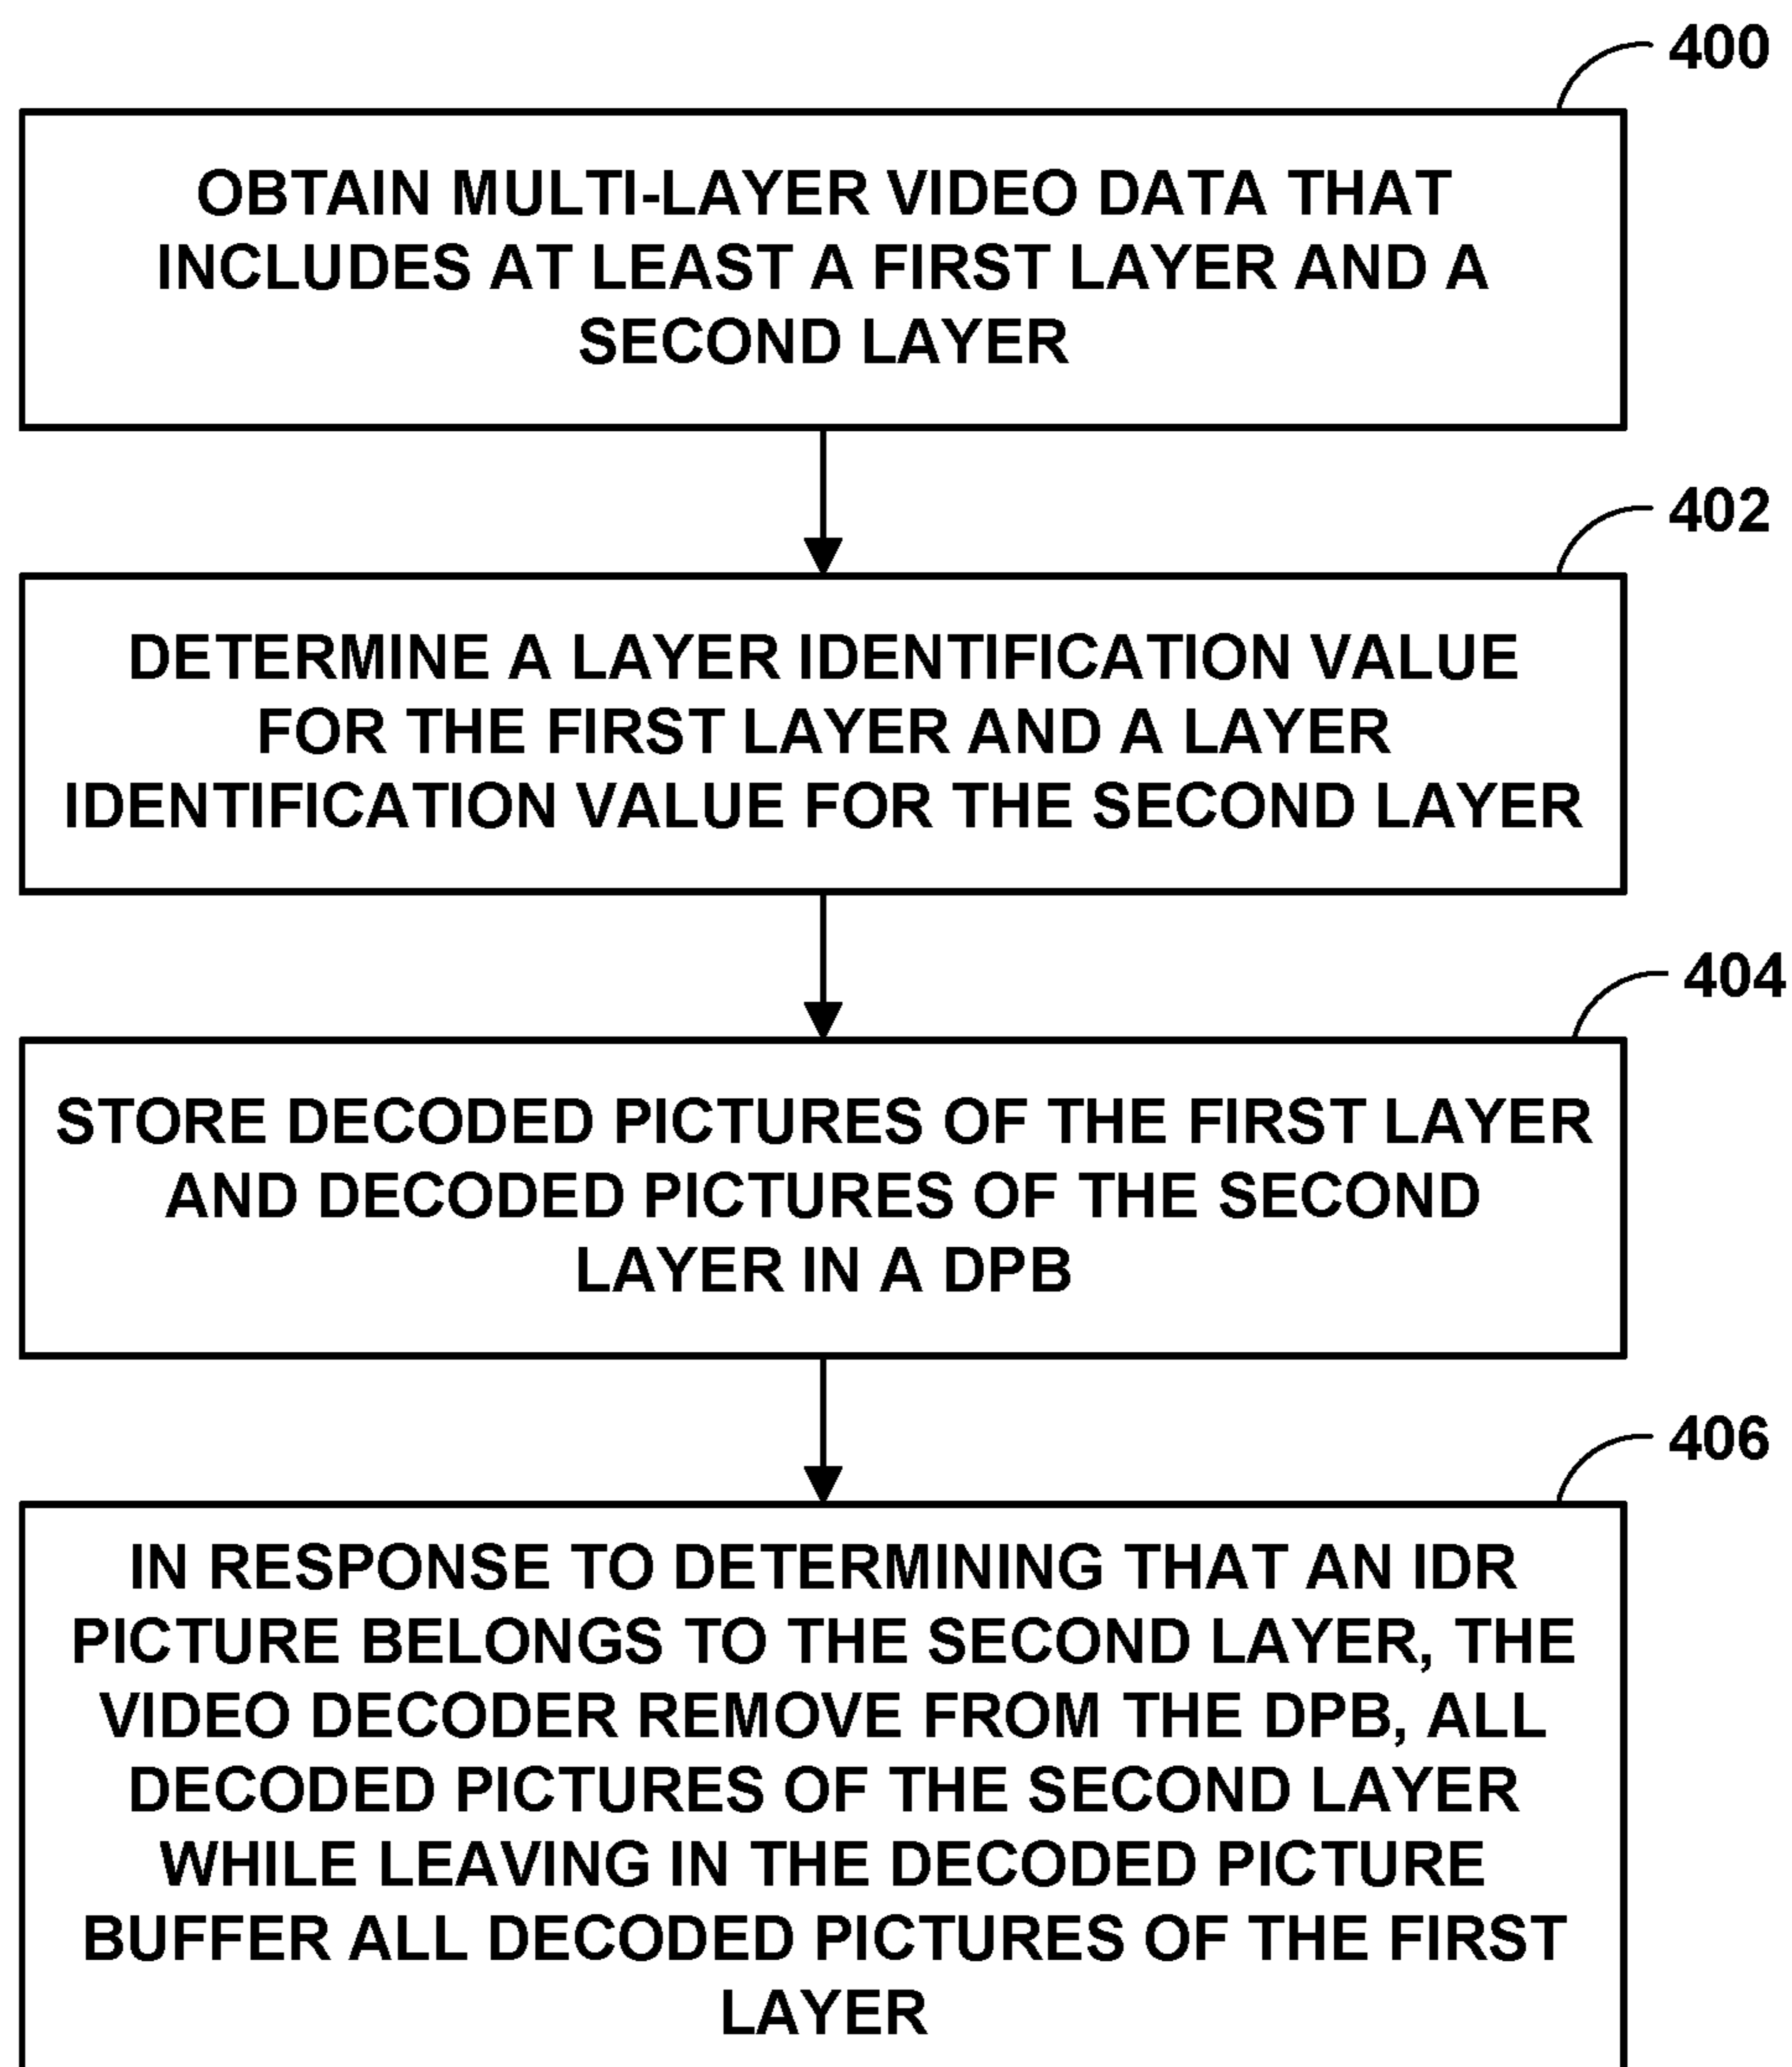 400
OBTAIN MULTI-LAYER VIDEO DATA THAT
INCLUDES AT LEAST A FIRST LAYER AND A
SECOND LAYER
402
DETERMINE A LAYER IDENTIFICATION VALUE
FOR THE FIRST LAYER AND A LAYER
IDENTIFICATION VALUE FOR THE SECOND LAYER
404
STORE DECODED PICTURES OF THE FIRST LAYER
AND DECODED PICTURES OF THE SECOND
LAYER IN A DPB
406
IN RESPONSE TO DETERMINING THAT AN IDR
PICTURE BELONGS TO THE SECOND LAYER, THE
VIDEO DECODER REMOVE FROM THE DPB, ALL
DECODED PICTURES OF THE SECOND LAYER
WHILE LEAVING IN THE DECODED PICTURE
BUFFER ALL DECODED PICTURES OF THE FIRST
LAYER